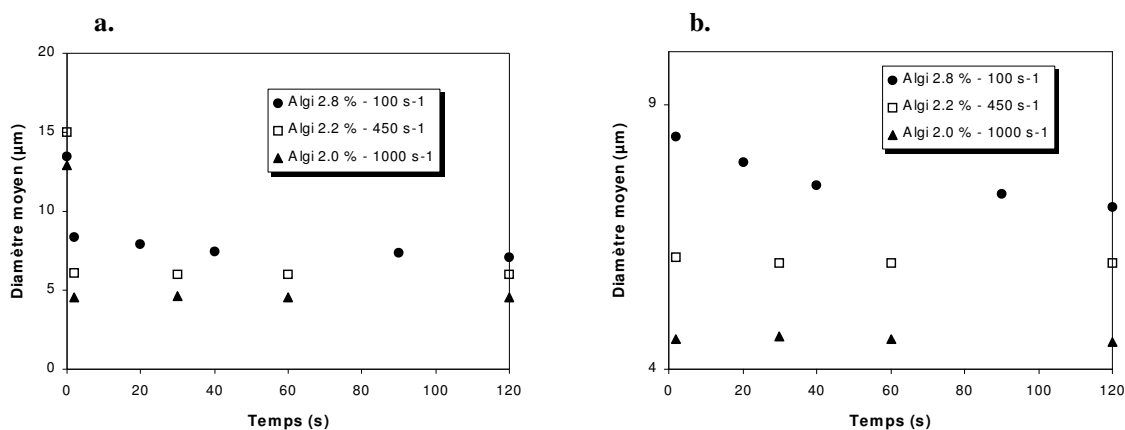 a.
20
15
10
5
0
Diamètre moyen (µm)
Algi 2.8 % - 100 s-1
Algi 2.2 % - 450 s-1
Algi 2.0 % - 1000 s-1
0 20 40 60 80 100 120
Temps (s)
b.
9
4
Diamètre moyen (µm)
Algi 2.8 % - 100 s-1
Algi 2.2 % - 450 s-1
Algi 2.0 % - 1000 s-1
0 20 40 60 80 100 120
Temps (s)